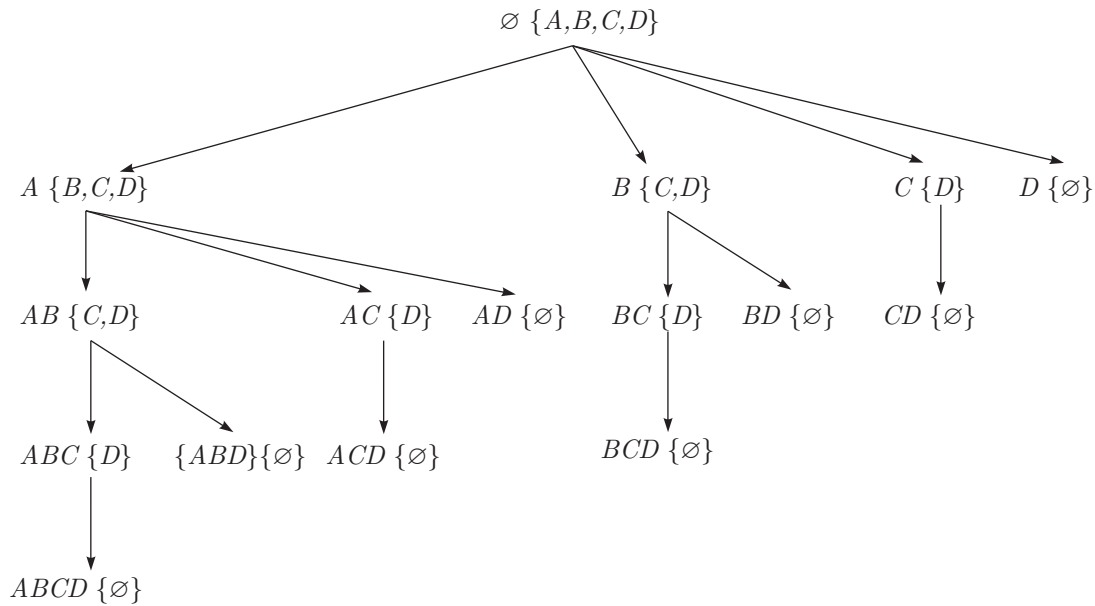 ∅ {A,B,C,D}
A {B,C,D} B {C,D} C {D} D {∅}
AB {C,D} AC {D} AD {∅} BC {D} BD {∅} CD {∅}
ABC {D} {ABD}{∅} ACD {∅} BCD {∅}
ABCD {∅}